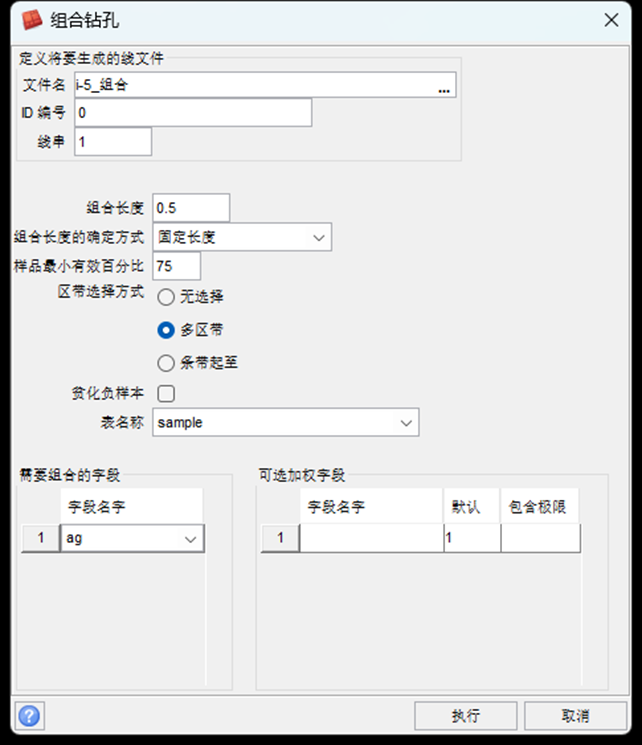 组合钻孔
定义将要生成的线文件
文件名 i-5_组合 ...
ID 编号 0
线串 1
组合长度 0.5
组合长度的确定方式 固定长度
样品最小有效百分比 75
区带选择方式 无选择
多区带
条带起至
贫化负样本
表名称 sample
需要组合的字段 可选加权字段
字段名字 字段名字 默认 包含极限
1 ag 1 1
? 执行 取消